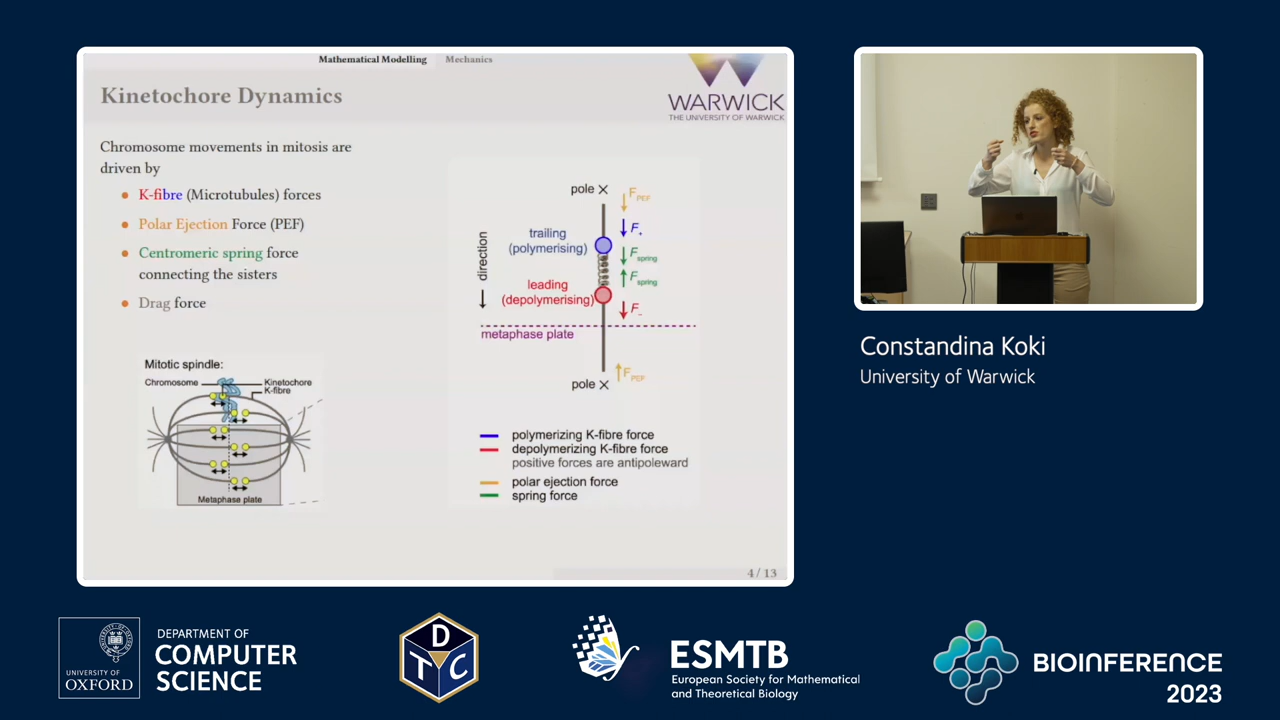 Mathematical Modelling Mechanics
Kinetochore Dynamics
WARWICK
THE UNIVERSITY OF WARWICK
Chromosome movements in mitosis are
driven by
K-fibre (Microtubules) forces
Polar Ejection Force (PEF)
Centromeric spring force
connecting the sisters
Drag force
Mitotic spindle:
Chromosome
Kinetochore
K-fibre
Metaphase plate
pole ×
F_PEF
trailing
(polymerising)
F₊
F_spring
F_spring
direction
leading
(depolymerising)
F₋
metaphase plate
F_PEF
pole ×
polymerizing K-fibre force
depolymerizing K-fibre force
positive forces are antipoleward
polar ejection force
spring force
4 / 13
Constandina Koki
University of Warwick
UNIVERSITY OF
OXFORD
DEPARTMENT OF
COMPUTER
SCIENCE
D
T C
ESMTB
European Society for Mathematical
and Theoretical Biology
BIOINFERENCE
2023